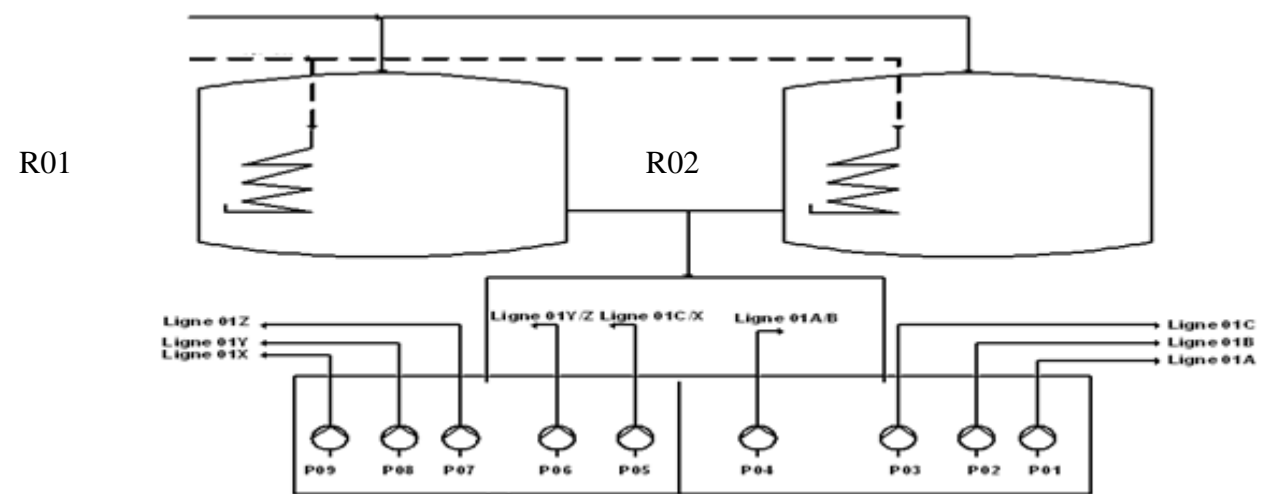 R01
R02
Ligne 01Z
Ligne 01Y
Ligne 01X
Ligne 01Y/Z
Ligne 01C/X
Ligne 01A/B
Ligne 01C
Ligne 01B
Ligne 01A
P09
P08
P07
P06
P05
P04
P03
P02
P01